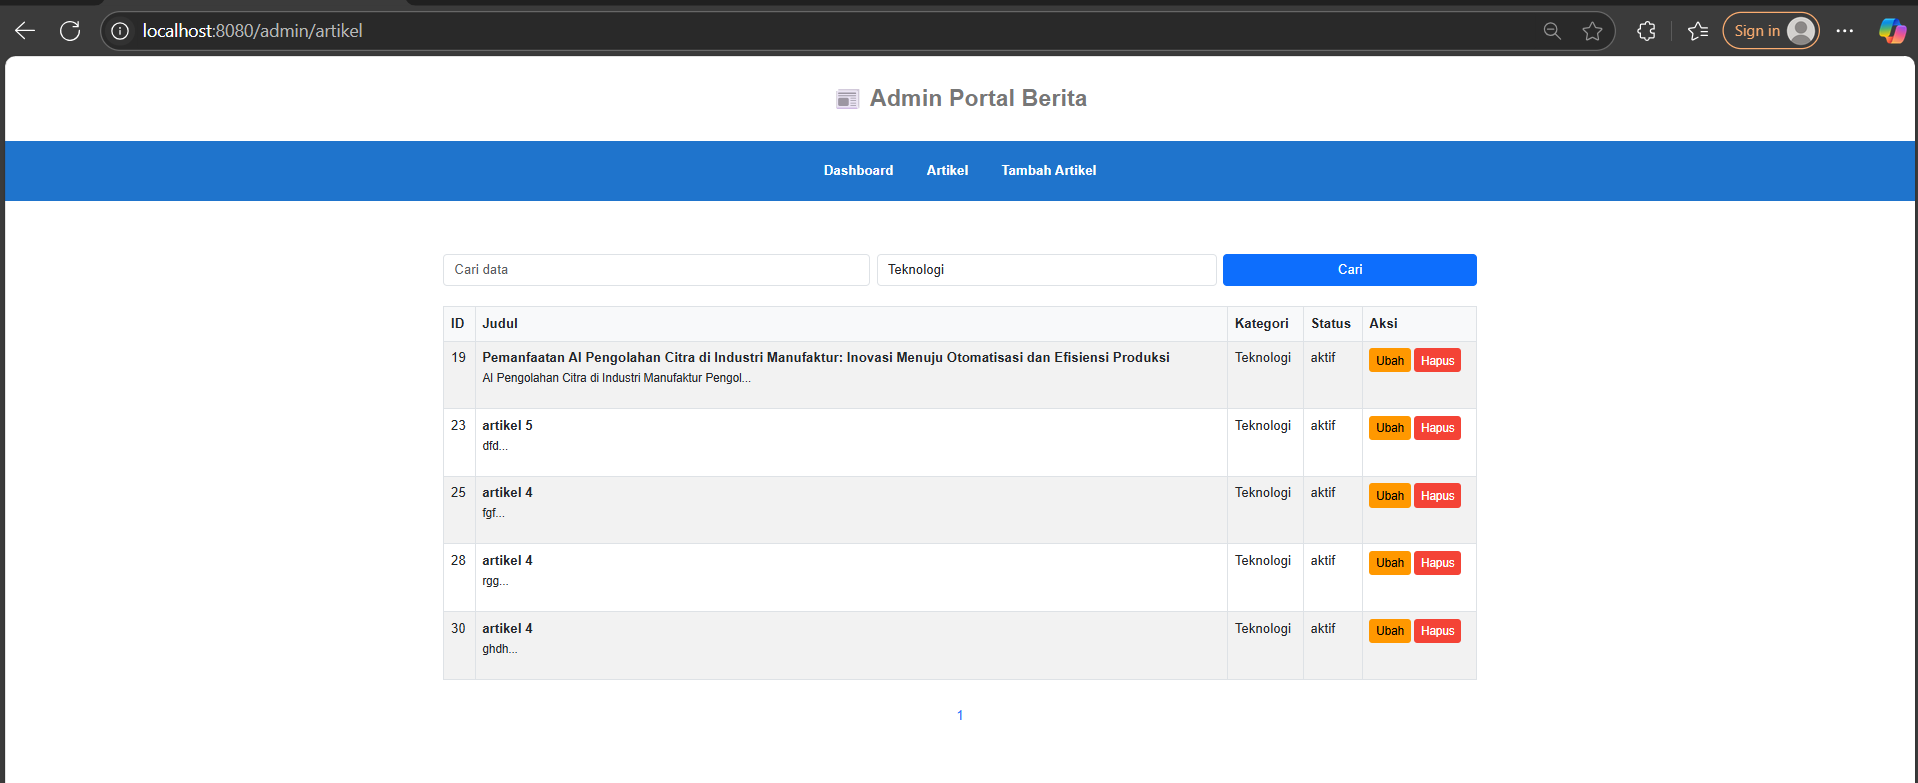 localhost:8080/admin/artikel
Sign in
Admin Portal Berita
Dashboard Artikel Tambah Artikel
Cari data Teknologi Cari
ID Judul Kategori Status Aksi
19 Pemanfaatan AI Pengolahan Citra di Industri Manufaktur: Inovasi Menuju Otomatisasi dan Efisiensi Produksi Teknologi aktif Ubah Hapus
AI Pengolahan Citra di Industri Manufaktur Pengol...
23 artikel 5 Teknologi aktif Ubah Hapus
dfd...
25 artikel 4 Teknologi aktif Ubah Hapus
fgf...
28 artikel 4 Teknologi aktif Ubah Hapus
rgg...
30 artikel 4 Teknologi aktif Ubah Hapus
ghdh...
1